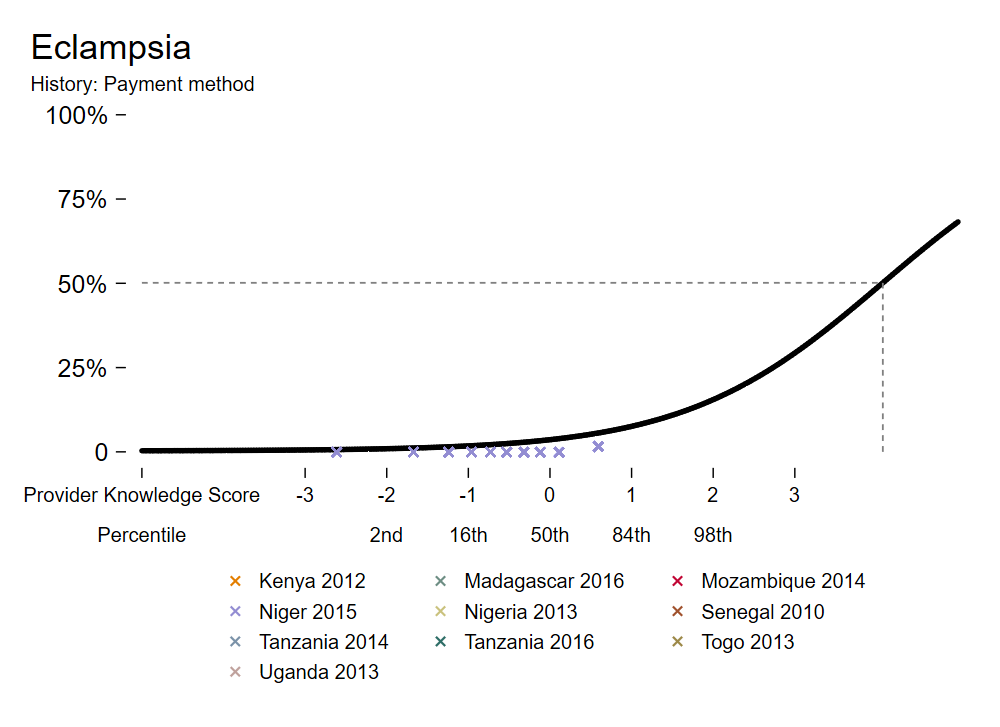 Eclampsia
History: Payment method
100%
75%
50%
25%
0
Provider Knowledge Score -3 -2 -1 0 1 2 3
Percentile 2nd 16th 50th 84th 98th
Kenya 2012 Madagascar 2016 Mozambique 2014
Niger 2015 Nigeria 2013 Senegal 2010
Tanzania 2014 Tanzania 2016 Togo 2013
Uganda 2013